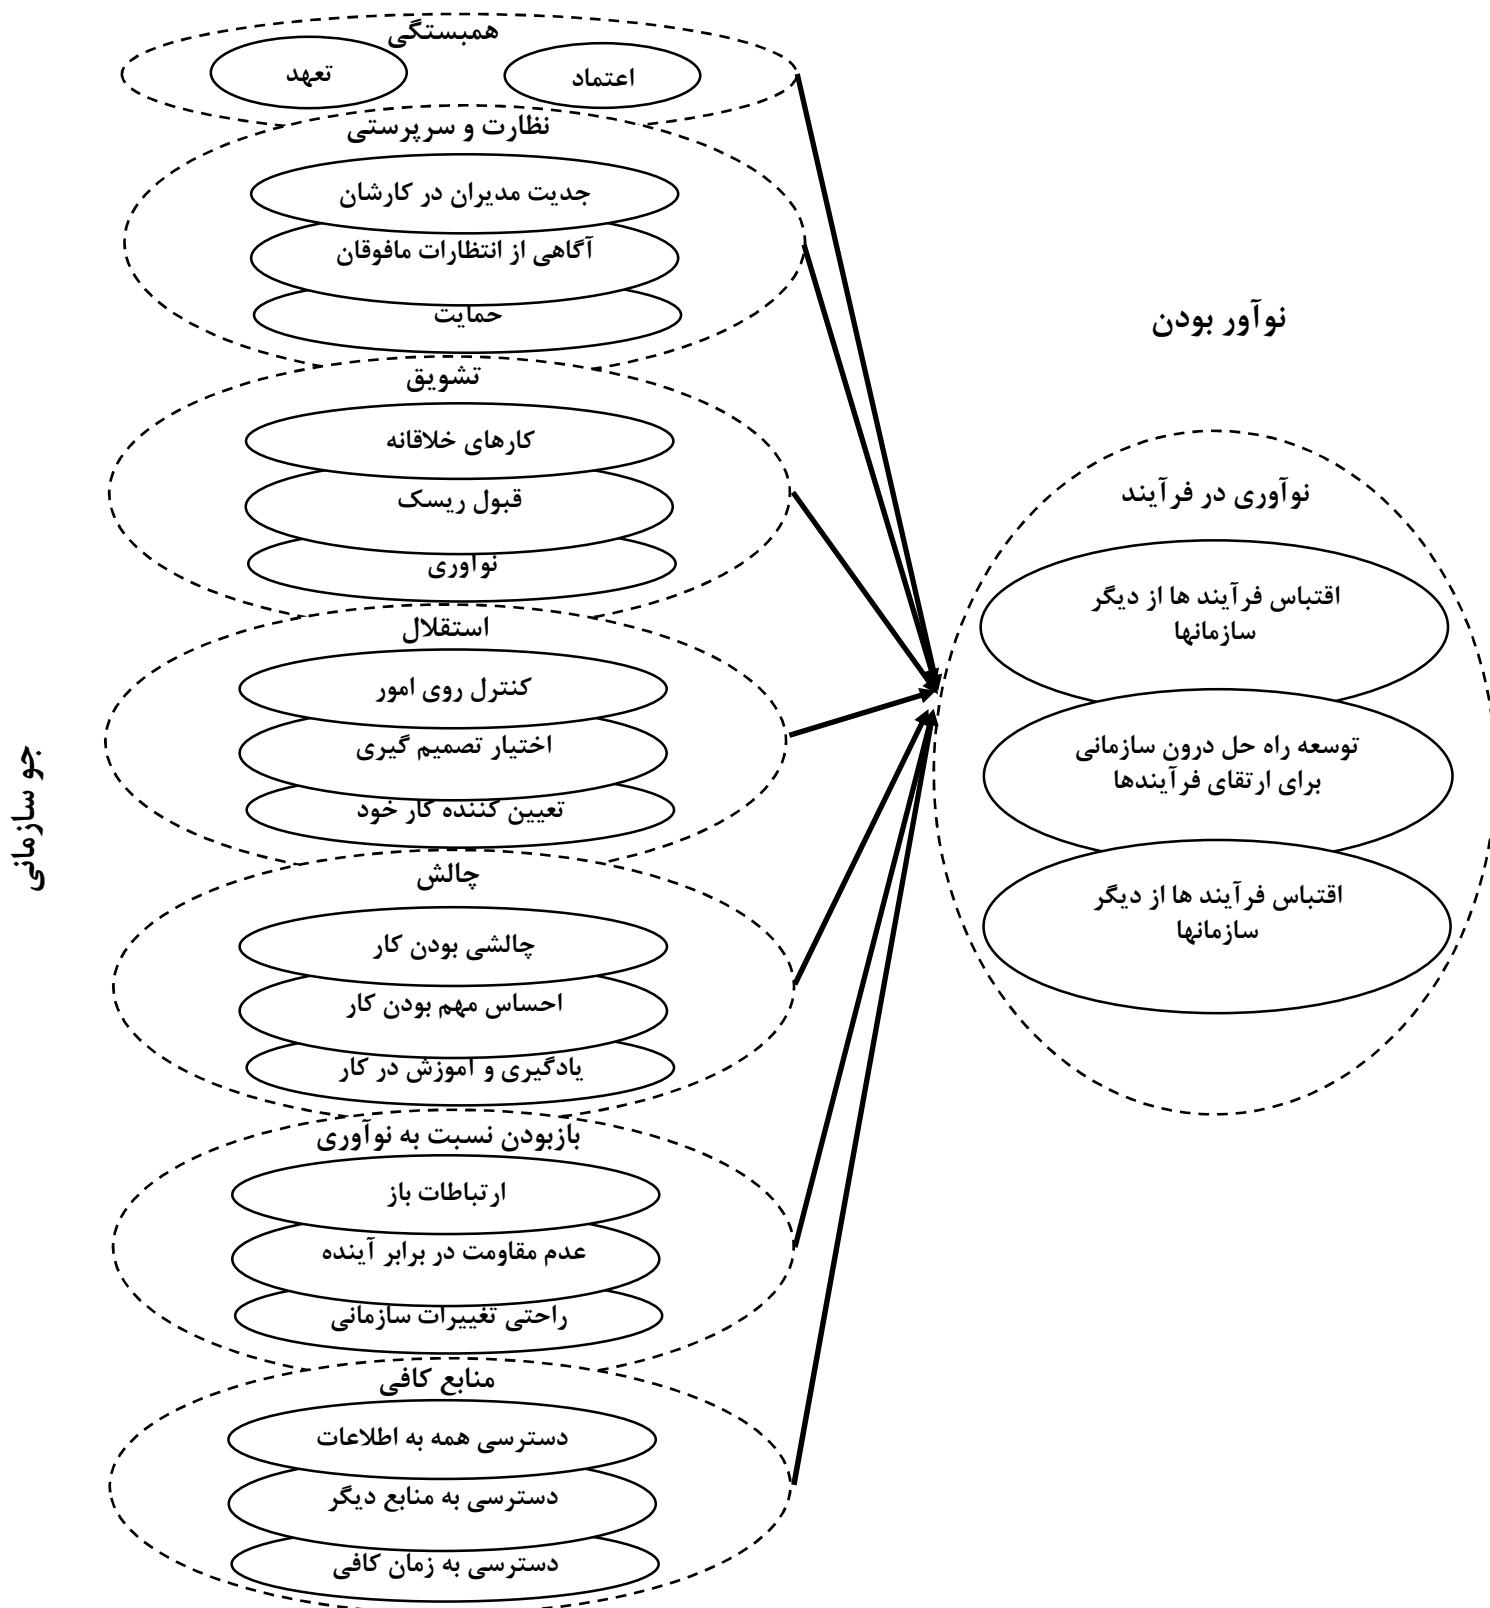 همبستگی
اعتماد
تعهد
نظارت و سرپرستی
جدیت مدیران در کارشان
آگاهی از انتظارات مافوقان
حمایت
تشویق
کارهای خلاقانه
قبول ریسک
نوآوری
استقلال
کنترل روی امور
اختیار تصمیم گیری
تعیین کننده کار خود
چالش
چالشی بودن کار
احساس مهم بودن کار
یادگیری و آموزش در کار
بازبودن نسبت به نوآوری
ارتباطات باز
عدم مقاومت در برابر آینده
راحتی تغییرات سازمانی
منابع کافی
دسترسی همه به اطلاعات
دسترسی به منابع دیگر
دسترسی به زمان کافی
جو سازمانی
نوآور بودن
نوآوری در فرآیند
اقتباس فرآیند ها از دیگر
سازمانها
توسعه راه حل درون سازمانی
برای ارتقای فرآیندها
اقتباس فرآیند ها از دیگر
سازمانها